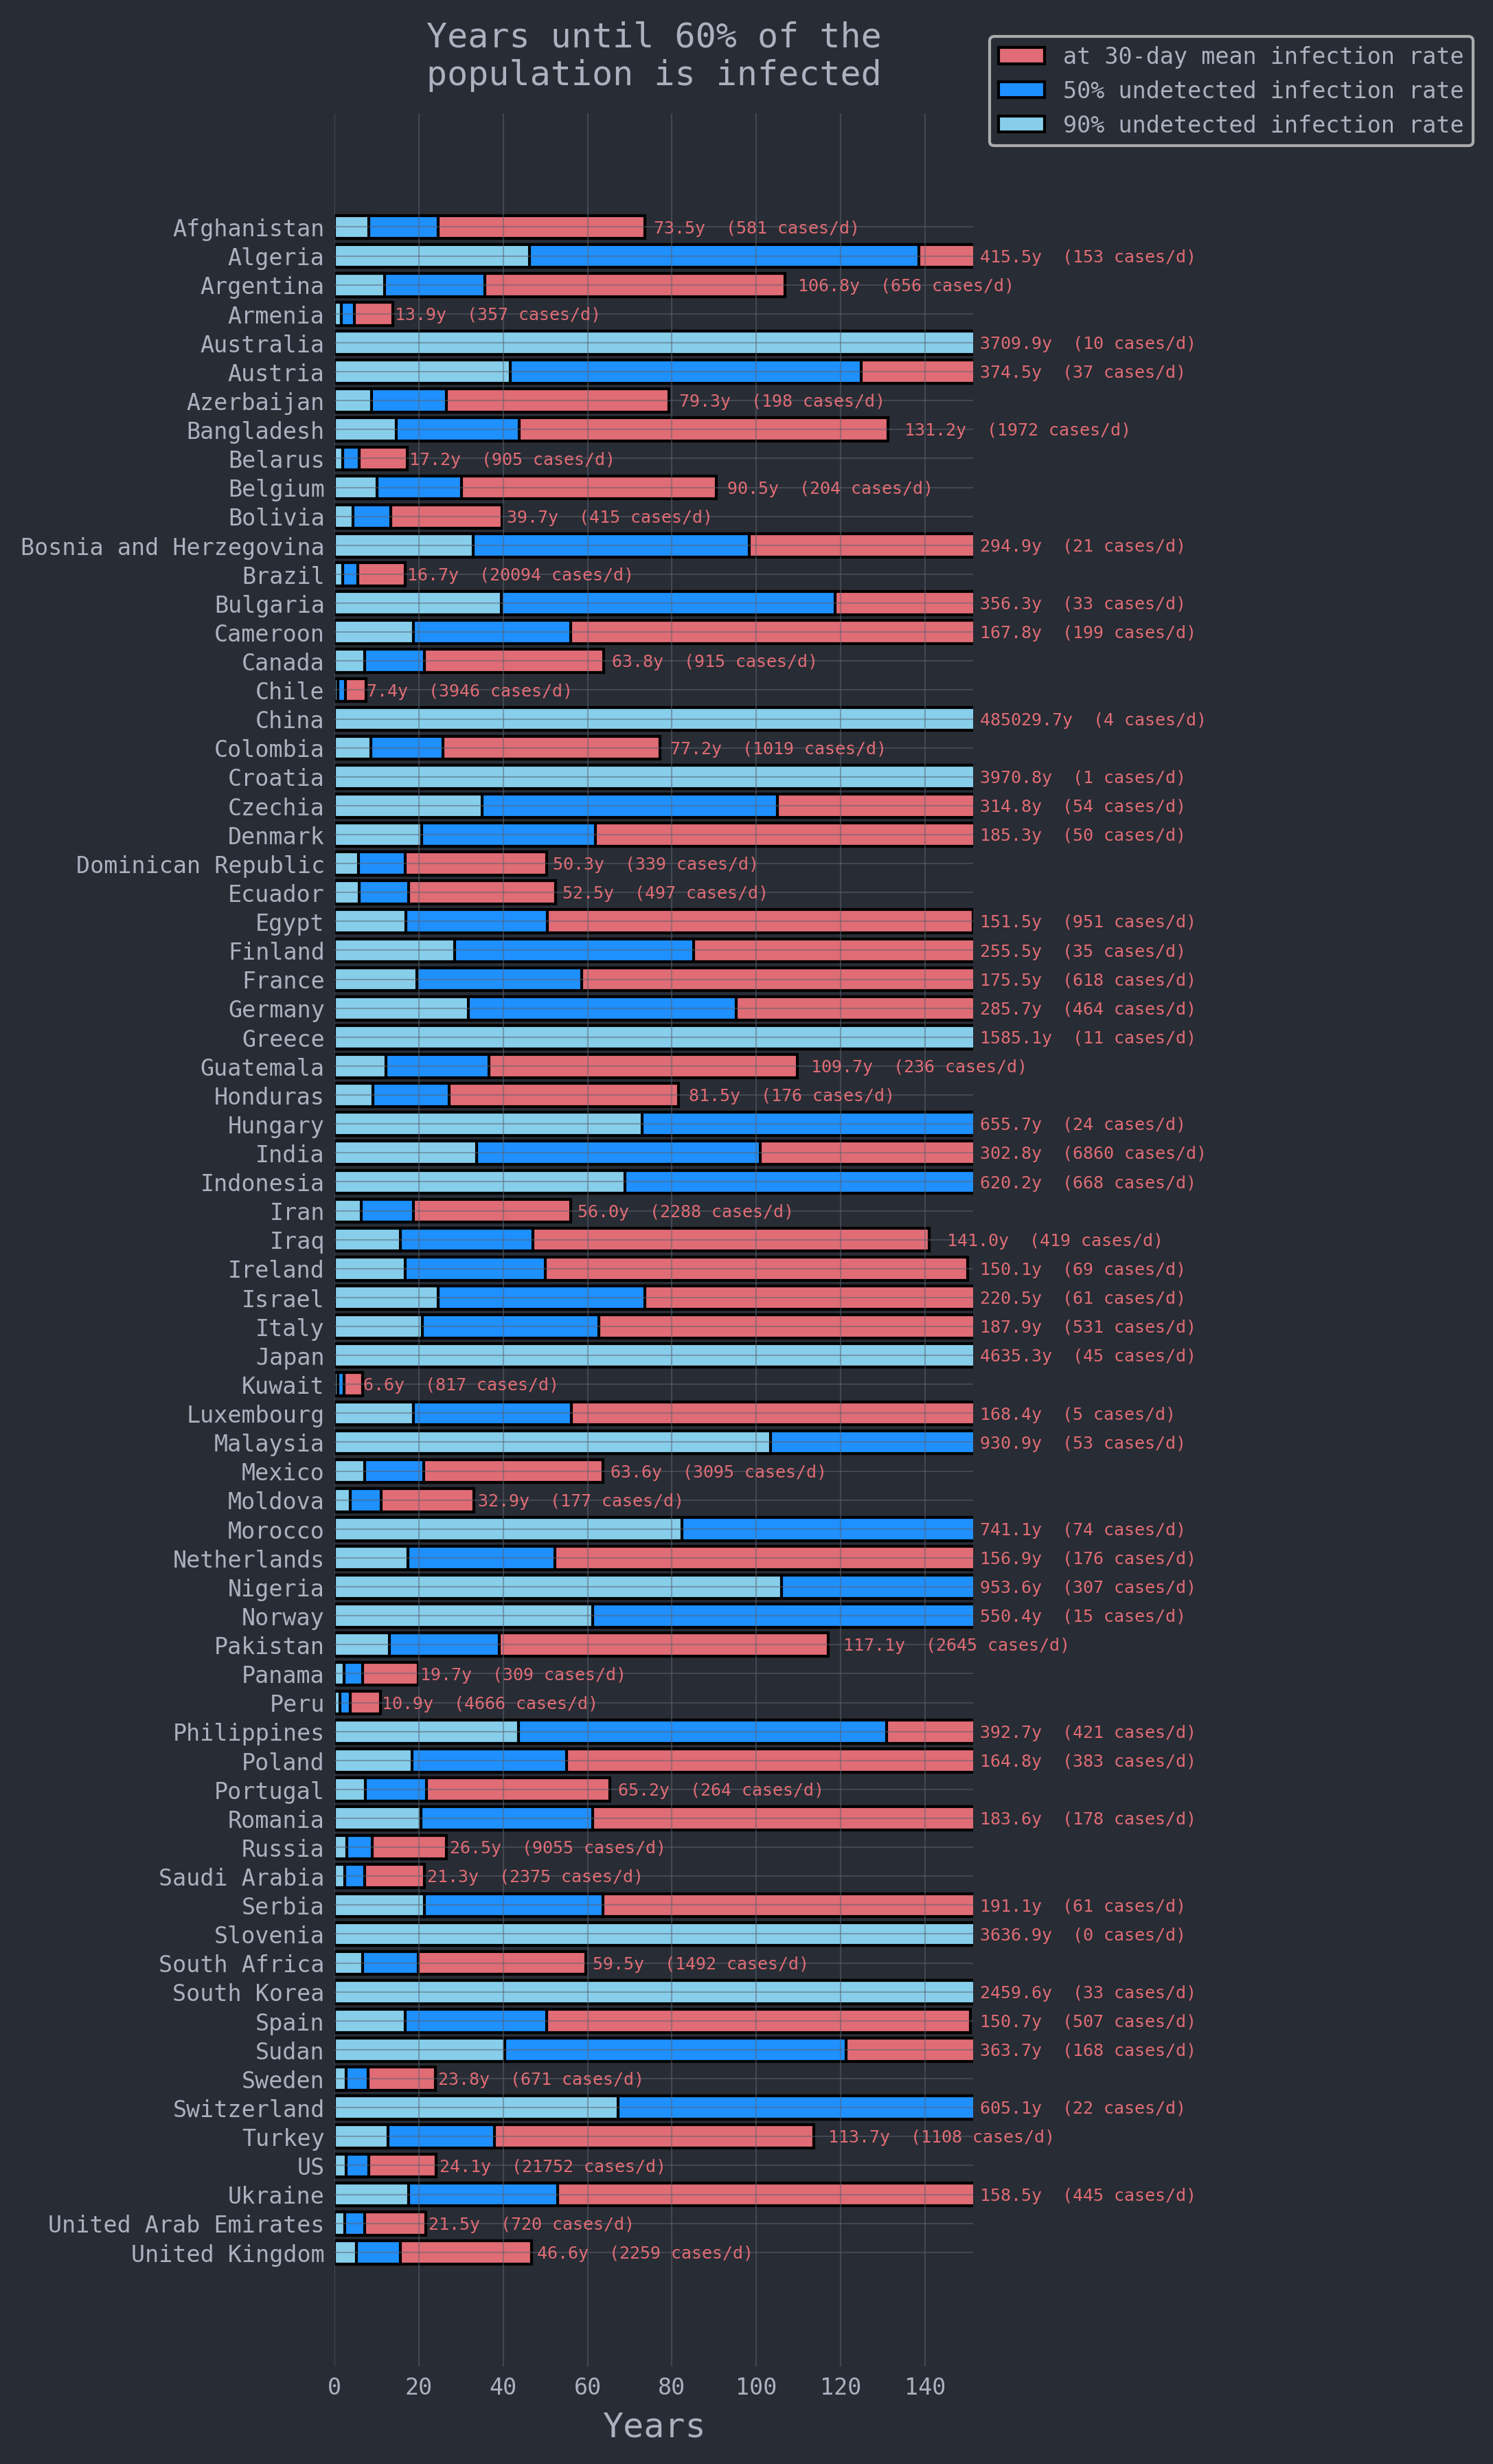 Years until 60% of the
population is infected
at 30-day mean infection rate
50% undetected infection rate
90% undetected infection rate
Afghanistan 73.5y (581 cases/d)
Algeria 415.5y (153 cases/d)
Argentina 106.8y (656 cases/d)
Armenia 13.9y (357 cases/d)
Australia 3709.9y (10 cases/d)
Austria 374.5y (37 cases/d)
Azerbaijan 79.3y (198 cases/d)
Bangladesh 131.2y (1972 cases/d)
Belarus 17.2y (905 cases/d)
Belgium 90.5y (204 cases/d)
Bolivia 39.7y (415 cases/d)
Bosnia and Herzegovina 294.9y (21 cases/d)
Brazil 16.7y (20094 cases/d)
Bulgaria 356.3y (33 cases/d)
Cameroon 167.8y (199 cases/d)
Canada 63.8y (915 cases/d)
Chile 7.4y (3946 cases/d)
China 485029.7y (4 cases/d)
Colombia 77.2y (1019 cases/d)
Croatia 3970.8y (1 cases/d)
Czechia 314.8y (54 cases/d)
Denmark 185.3y (50 cases/d)
Dominican Republic 50.3y (339 cases/d)
Ecuador 52.5y (497 cases/d)
Egypt 151.5y (951 cases/d)
Finland 255.5y (35 cases/d)
France 175.5y (618 cases/d)
Germany 285.7y (464 cases/d)
Greece 1585.1y (11 cases/d)
Guatemala 109.7y (236 cases/d)
Honduras 81.5y (176 cases/d)
Hungary 655.7y (24 cases/d)
India 302.8y (6860 cases/d)
Indonesia 620.2y (668 cases/d)
Iran 56.0y (2288 cases/d)
Iraq 141.0y (419 cases/d)
Ireland 150.1y (69 cases/d)
Israel 220.5y (61 cases/d)
Italy 187.9y (531 cases/d)
Japan 4635.3y (45 cases/d)
Kuwait 6.6y (817 cases/d)
Luxembourg 168.4y (5 cases/d)
Malaysia 930.9y (53 cases/d)
Mexico 63.6y (3095 cases/d)
Moldova 32.9y (177 cases/d)
Morocco 741.1y (74 cases/d)
Netherlands 156.9y (176 cases/d)
Nigeria 953.6y (307 cases/d)
Norway 550.4y (15 cases/d)
Pakistan 117.1y (2645 cases/d)
Panama 19.7y (309 cases/d)
Peru 10.9y (4666 cases/d)
Philippines 392.7y (421 cases/d)
Poland 164.8y (383 cases/d)
Portugal 65.2y (264 cases/d)
Romania 183.6y (178 cases/d)
Russia 26.5y (9055 cases/d)
Saudi Arabia 21.3y (2375 cases/d)
Serbia 191.1y (61 cases/d)
Slovenia 3636.9y (0 cases/d)
South Africa 59.5y (1492 cases/d)
South Korea 2459.6y (33 cases/d)
Spain 150.7y (507 cases/d)
Sudan 363.7y (168 cases/d)
Sweden 23.8y (671 cases/d)
Switzerland 605.1y (22 cases/d)
Turkey 113.7y (1108 cases/d)
US 24.1y (21752 cases/d)
Ukraine 158.5y (445 cases/d)
United Arab Emirates 21.5y (720 cases/d)
United Kingdom 46.6y (2259 cases/d)
0 20 40 60 80 100 120 140
Years